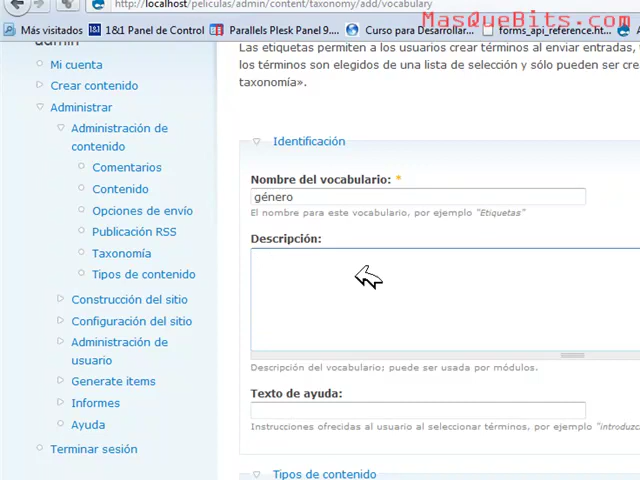 http://localhost/peliculas/admin/content/taxonomy/add/vocabulary
MasQueBits.com
Más visitados
1&1 Panel de Control
Parallels Plesk Panel 9....
Curso para Desarrollar...
forms_api_reference.ht...
admin
Las etiquetas permiten a los usuarios crear términos al enviar entradas,
los términos son elegidos de una lista de selección y sólo pueden ser
taxonomía».
Mi cuenta
Crear contenido
Administrar
Administración de
contenido
Comentarios
Contenido
Opciones de envío
Publicación RSS
Taxonomía
Tipos de contenido
Construcción del sitio
Configuración del sitio
Administración de
usuario
Generate items
Informes
Ayuda
Terminar sesión
Identificación
Nombre del vocabulario: *
género
El nombre para este vocabulario, por ejemplo "Etiquetas"
Descripción:
Descripción del vocabulario; puede ser usada por módulos.
Texto de ayuda:
Instrucciones ofrecidas al usuario al seleccionar términos, por ejemplo
Tipos de contenido